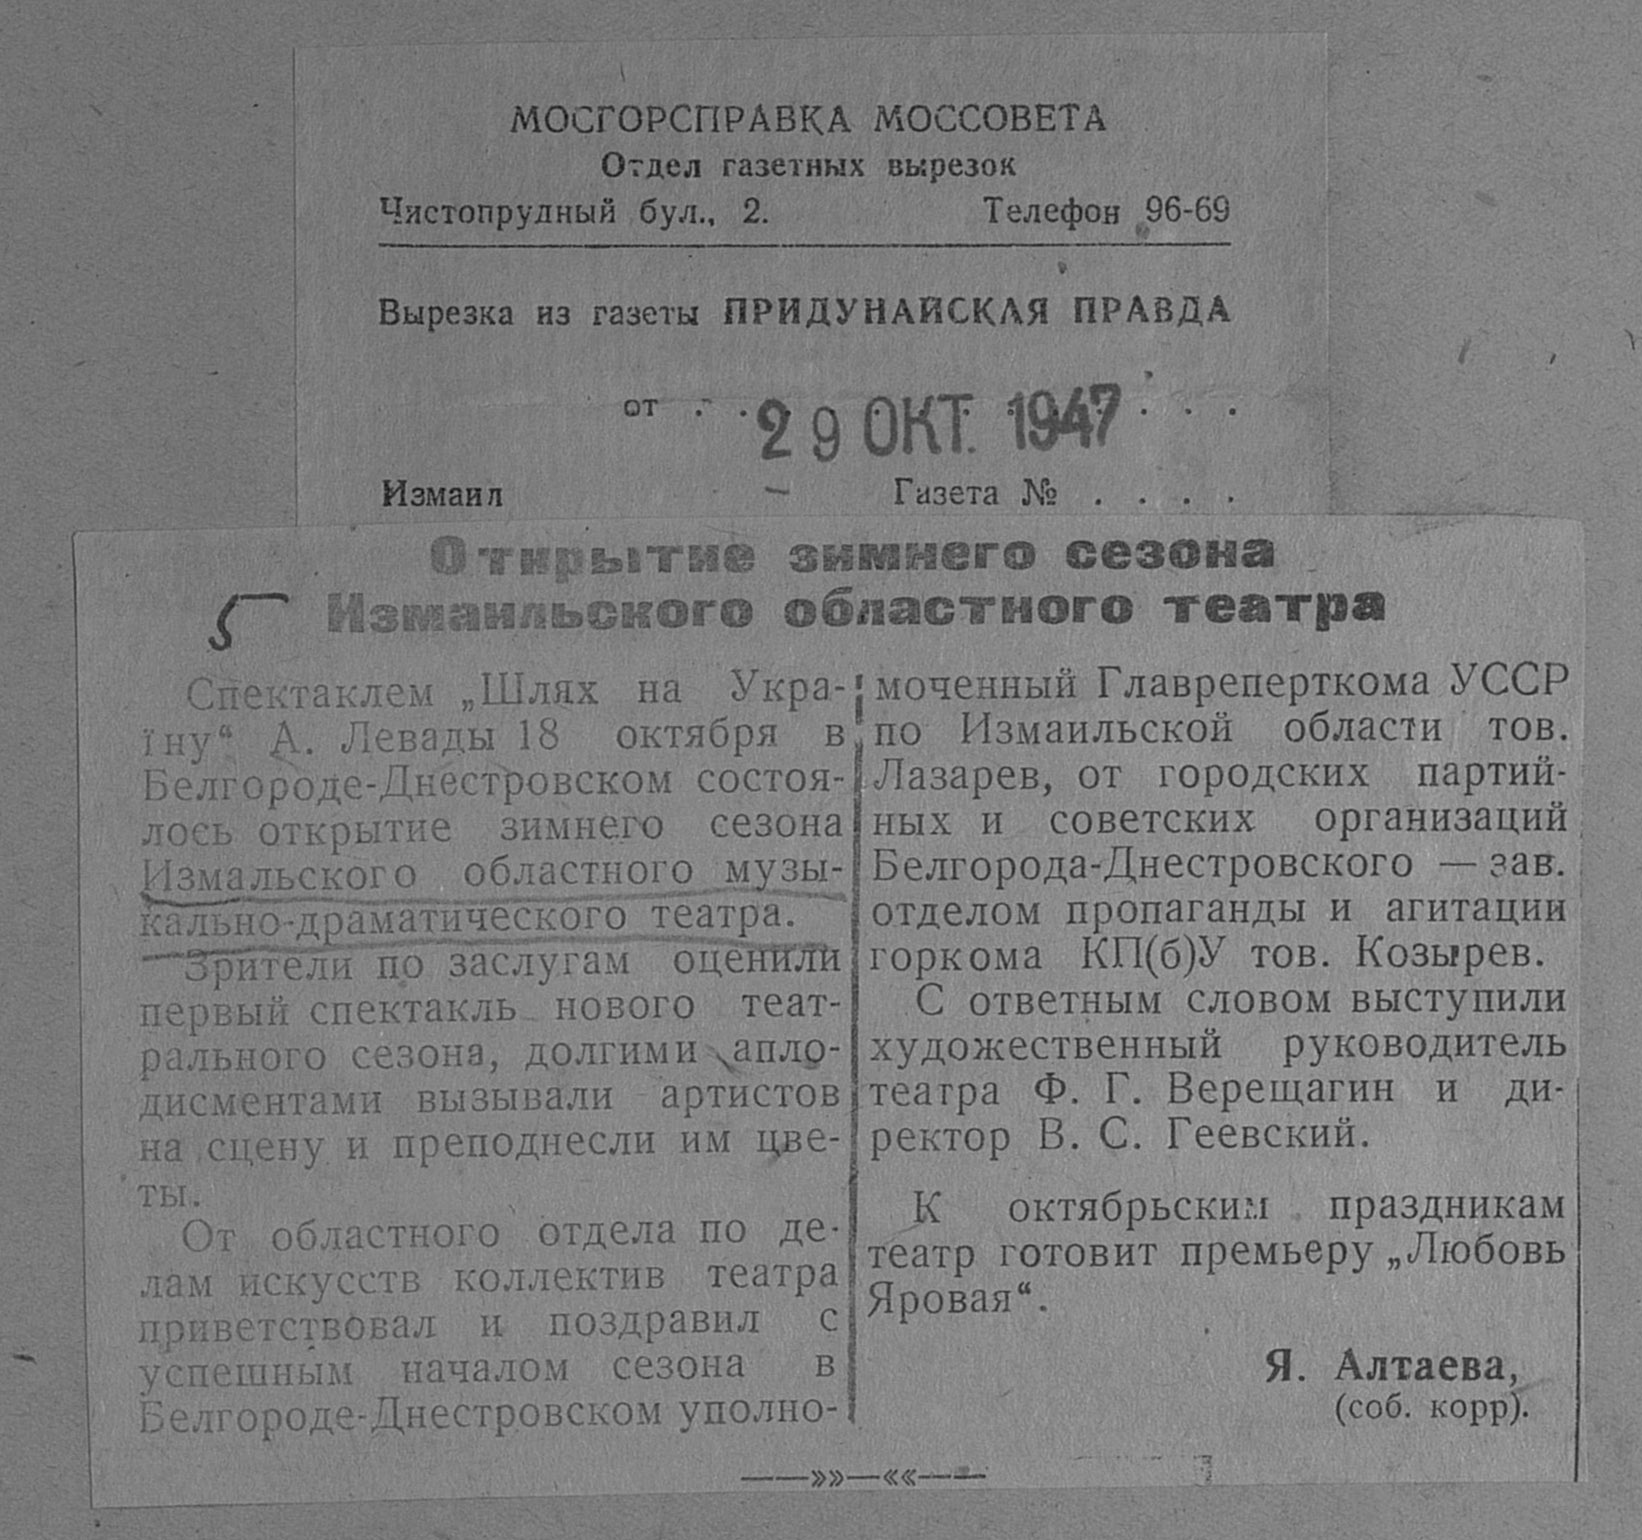 МОСГОРСПРАВКА МОССОВЕТА
Отдел газетных вырезок
Чистопрудный бул., 2. Телефон 96-69
Вырезка из газеты ПРИДУНАЙСКАЯ ПРАВДА
от . . 29 ОКТ. 1947 . . .
Измаил – Газета № . . . .
Открытие зимнего сезона
5 Измаильского областного театра
Спектаклем „Шлях на Укра-
їну“ А. Левады 18 октября в
Белгороде-Днестровском состоя-
лось открытие зимнего сезона
Измальского областного музы-
кально-драматического театра.
Зрители по заслугам оценили
первый спектакль нового теат-
рального сезона, долгими апло-
дисментами вызывали артистов
на сцену и преподнесли им цве-
ты.
От областного отдела по де-
лам искусств коллектив театра
приветствовал и поздравил с
успешным началом сезона в
Белгороде-Днестровском уполно-
моченный Главреперткома УССР
по Измаильской области тов.
Лазарев, от городских партий-
ных и советских организаций
Белгорода-Днестровского — зав.
отделом пропаганды и агитации
горкома КП(б)У тов. Козырев.
С ответным словом выступили
художественный руководитель
театра Ф. Г. Верещагин и ди-
ректор В. С. Геевский.
К октябрьским праздникам
театр готовит премьеру „Любовь
Яровая“.
Я. Алтаева,
(соб. корр).